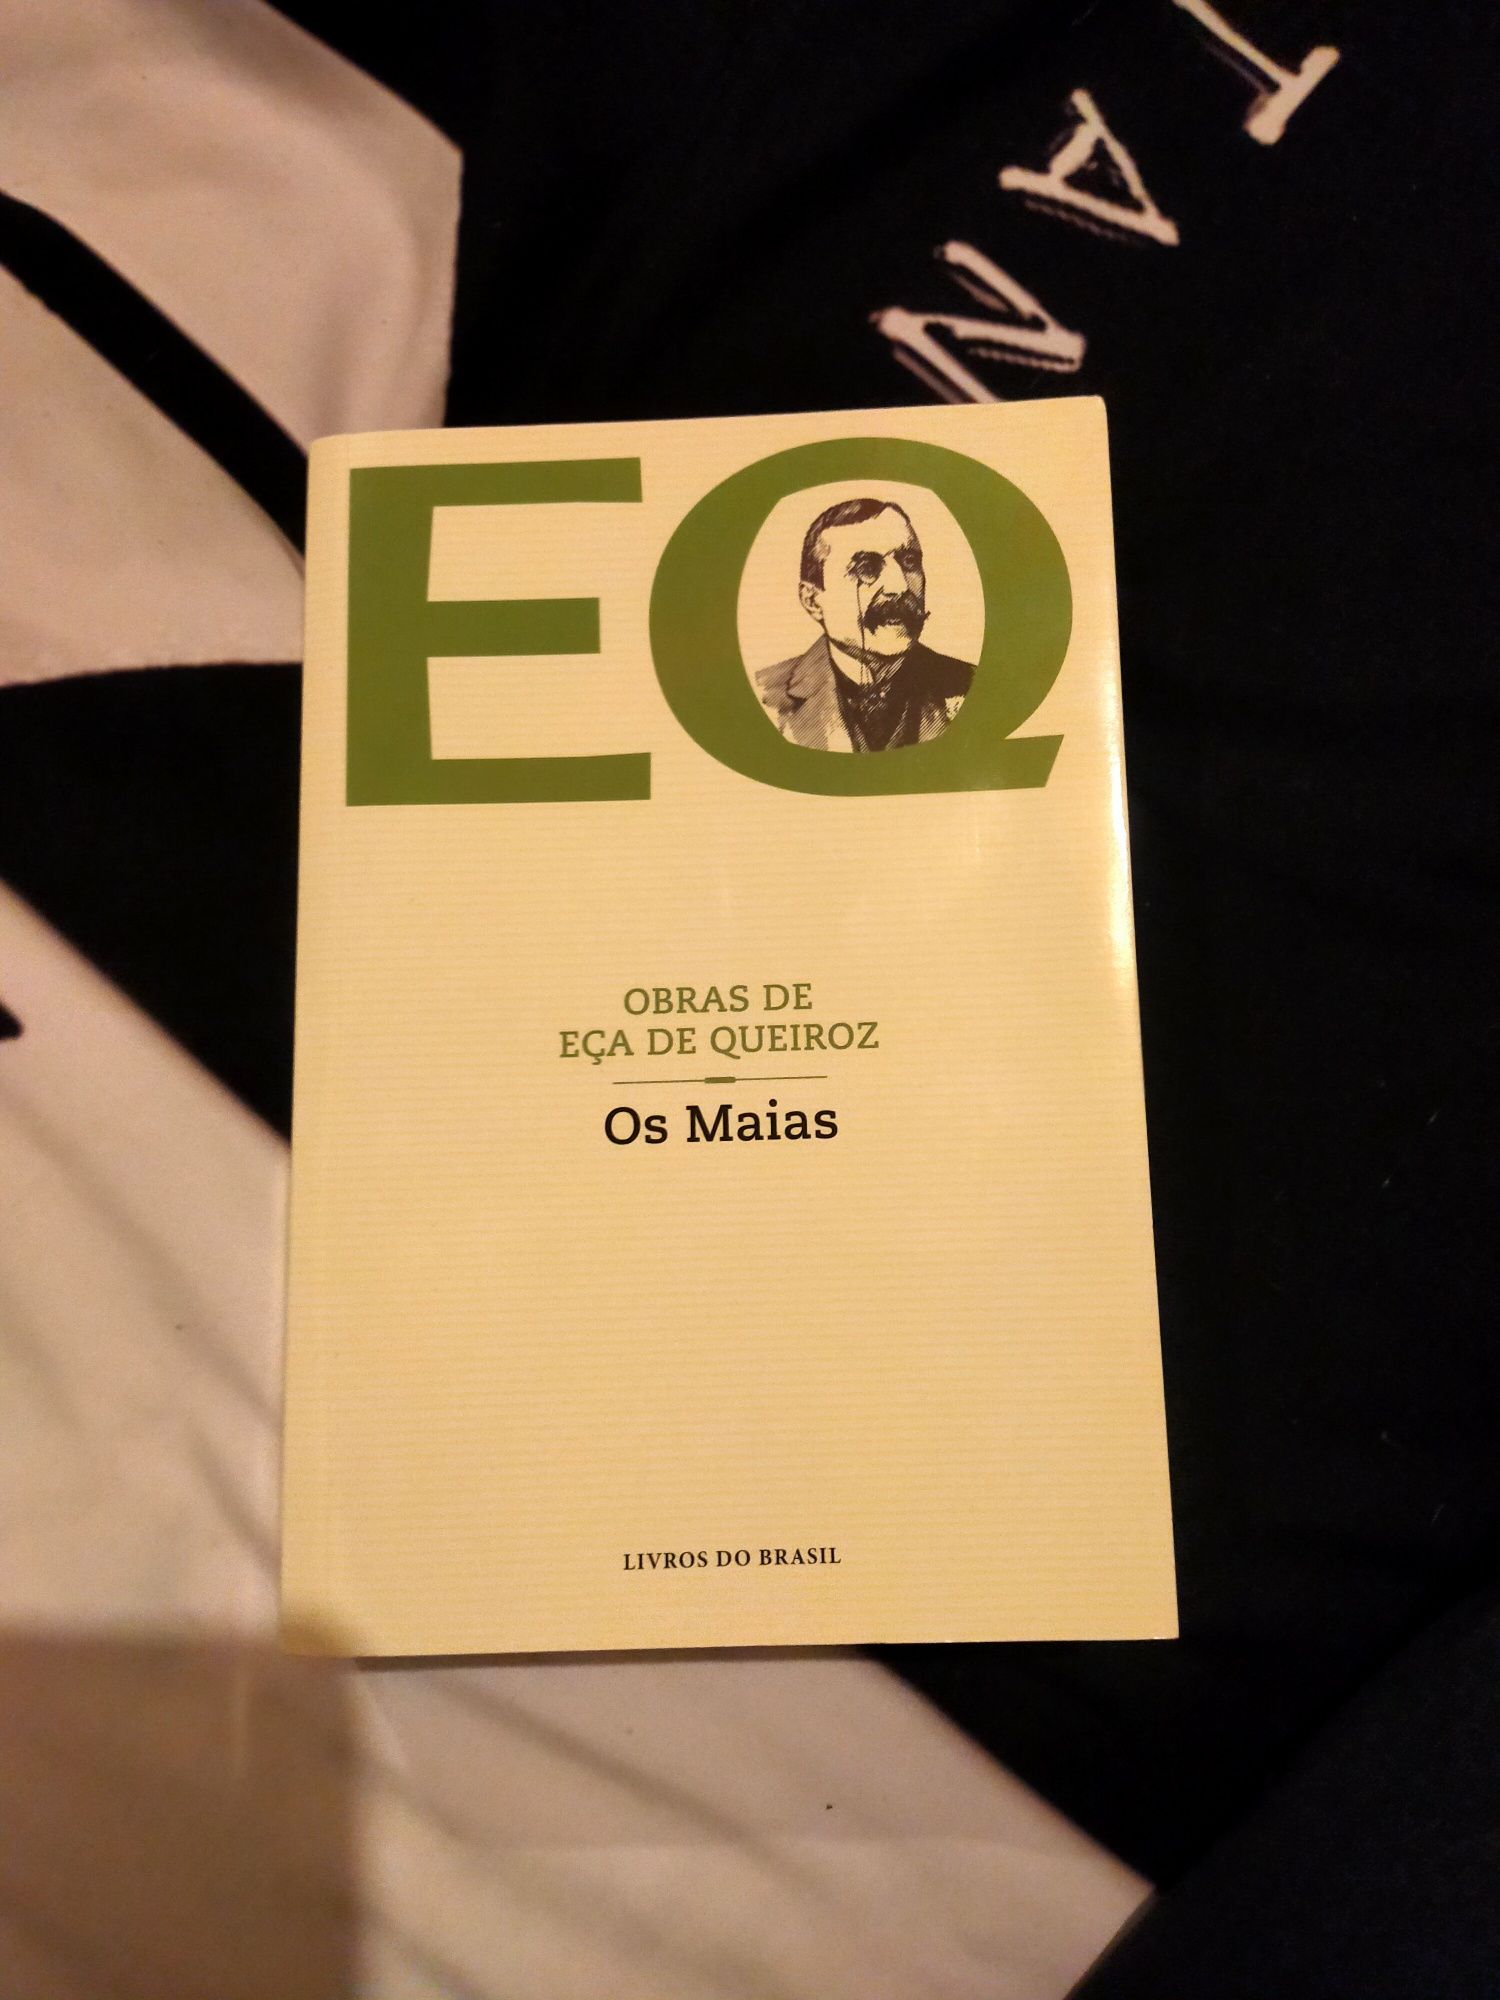 EQ
OBRAS DE
EÇA DE QUEIROZ
Os Maias
LIVROS DO BRASIL